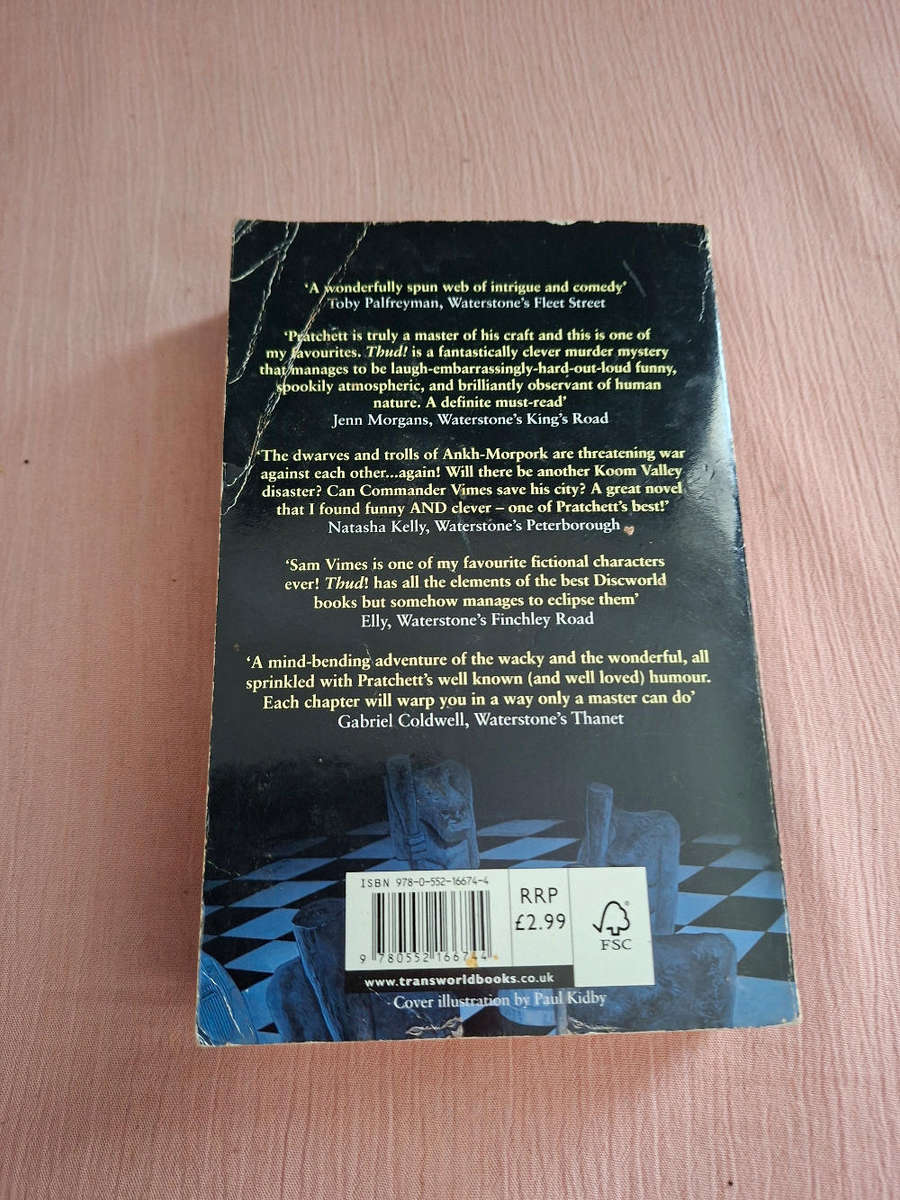 ‘A wonderfully spun web of intrigue and comedy’
Toby Palfreyman, Waterstone's Fleet Street
‘Pratchett is truly a master of his craft and this is one of
my favourites. Thud! is a fantastically clever murder mystery
that manages to be laugh-embarrassingly-hard-out-loud funny,
spookily atmospheric, and brilliantly observant of human
nature. A definite must-read’
Jenn Morgans, Waterstone's King's Road
‘The dwarves and trolls of Ankh-Morpork are threatening war
against each other...again! Will there be another Koom Valley
disaster? Can Commander Vimes save his city? A great novel
that I found funny AND clever – one of Pratchett's best!’
Natasha Kelly, Waterstone's Peterborough
‘Sam Vimes is one of my favourite fictional characters
ever! Thud! has all the elements of the best Discworld
books but somehow manages to eclipse them’
Elly, Waterstone's Finchley Road
‘A mind-bending adventure of the wacky and the wonderful, all
sprinkled with Pratchett's well known (and well loved) humour.
Each chapter will warp you in a way only a master can do’
Gabriel Coldwell, Waterstone's Thanet
ISBN 978-0-552-16674-4
RRP
£2.99
FSC
9 780552 166744
www.transworldbooks.co.uk
Cover illustration by Paul Kidby